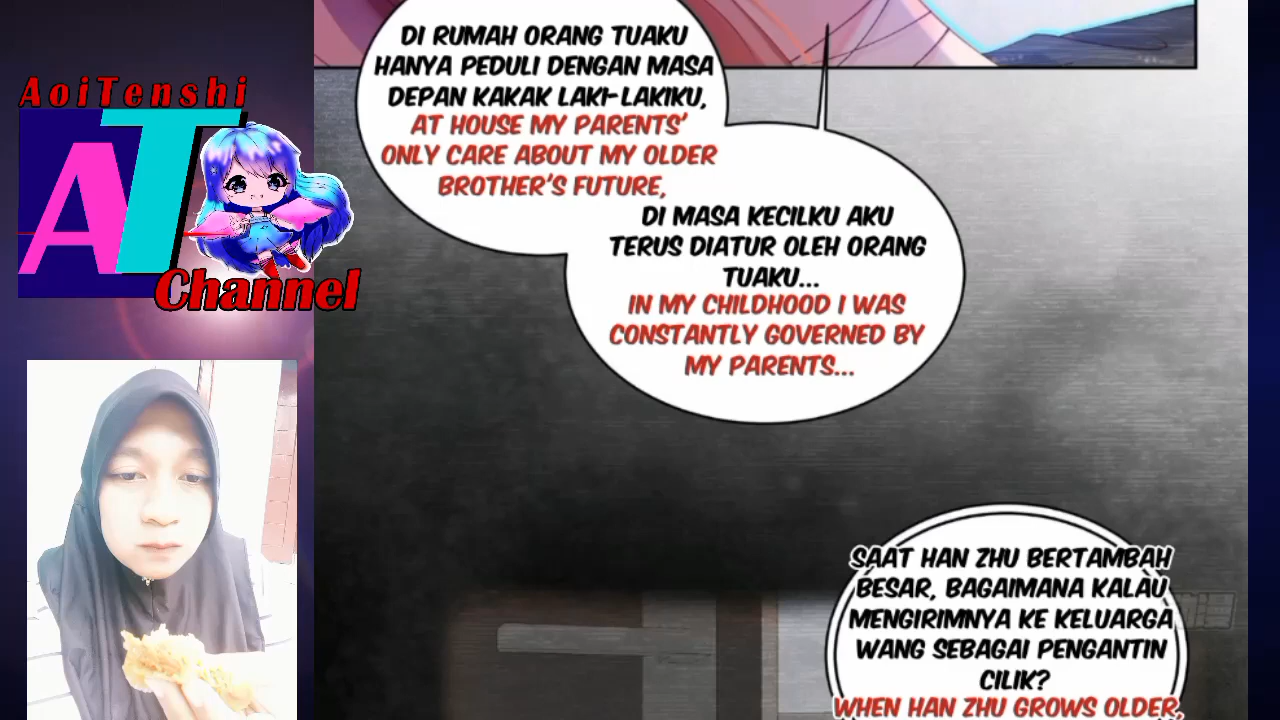 AoiTenshi
AT
Channel
DI RUMAH ORANG TUAKU
HANYA PEDULI DENGAN MASA
DEPAN KAKAK LAKI-LAKIKU,
AT HOUSE MY PARENTS'
ONLY CARE ABOUT MY OLDER
BROTHER'S FUTURE,
DI MASA KECILKU AKU
TERUS DIATUR OLEH ORANG
TUAKU...
IN MY CHILDHOOD I WAS
CONSTANTLY GOVERNED BY
MY PARENTS...
SAAT HAN ZHU BERTAMBAH
BESAR, BAGAIMANA KALAU
MENGIRIMNYA KE KELUARGA
WANG SEBAGAI PENGANTIN
CILIK?
WHEN HAN ZHU GROWS OLDER,